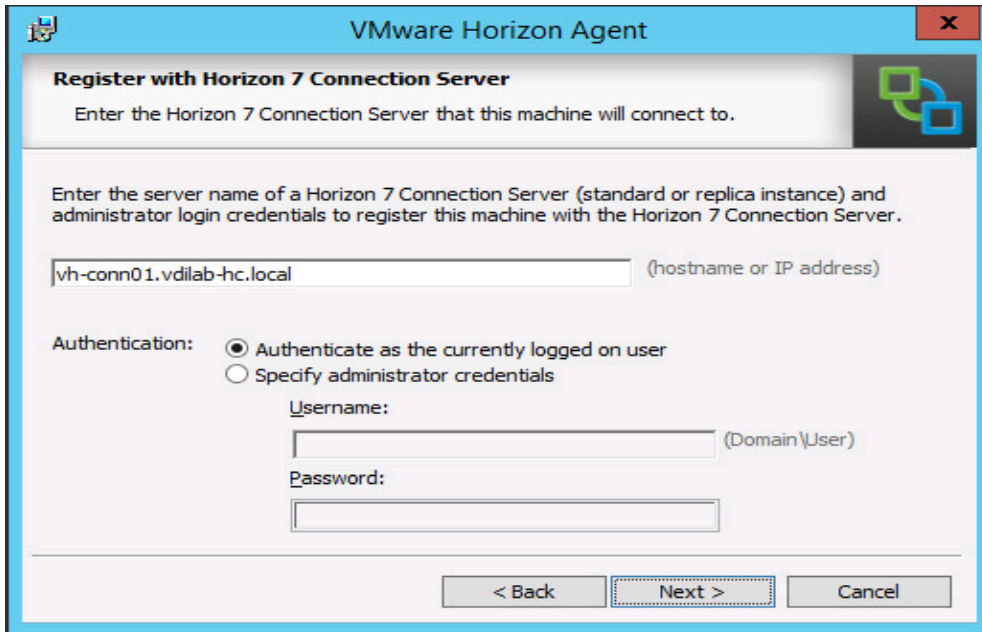 VMware Horizon Agent
x
Register with Horizon 7 Connection Server
Enter the Horizon 7 Connection Server that this machine will connect to.
Enter the server name of a Horizon 7 Connection Server (standard or replica instance) and
administrator login credentials to register this machine with the Horizon 7 Connection Server.
vh-conn01.vdilab-hc.local (hostname or IP address)
Authentication: Authenticate as the currently logged on user
Specify administrator credentials
Username:
(Domain\User)
Password:
< Back Next > Cancel